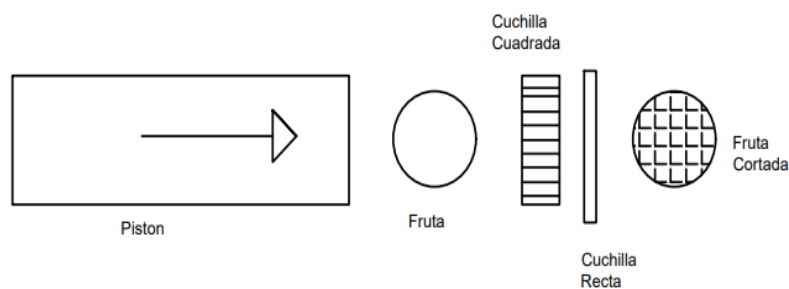 Cuchilla
Cuadrada
Piston
Fruta
Fruta
Cortada
Cuchilla
Recta